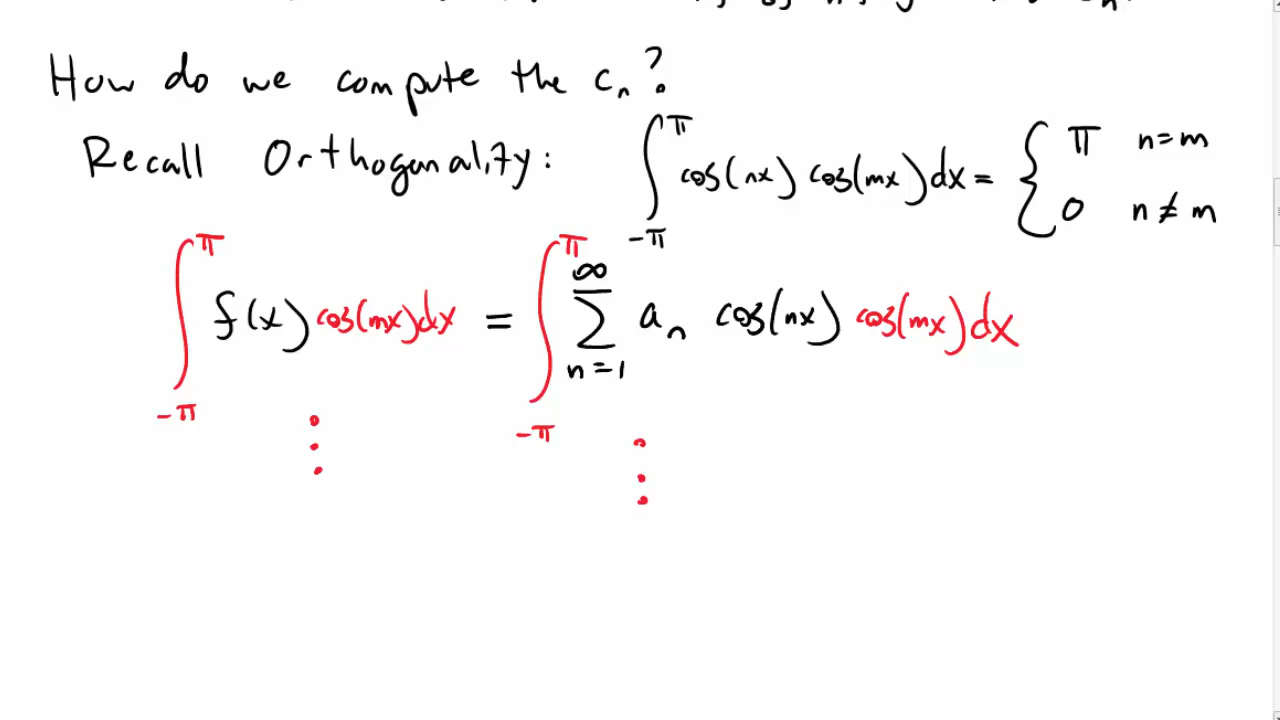 How do we compute the cₙ?
Recall Orthogonality: ∫_{-π}^{π} cos(nx) cos(mx) dx = { π n=m
0 n≠m
∫_{-π}^{π} f(x) cos(mx) dx = ∫_{-π}^{π} ∑_{n=1}^{∞} aₙ cos(nx) cos(mx) dx
⋮ ⋮